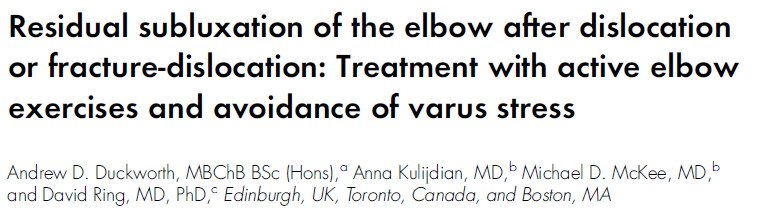 Residual subluxation of the elbow after dislocation
or fracture-dislocation: Treatment with active elbow
exercises and avoidance of varus stress
Andrew D. Duckworth, MBChB BSc (Hons),ᵃ Anna Kulijdian, MD,ᵇ Michael D. McKee, MD,ᵇ
and David Ring, MD, PhD,ᶜ Edinburgh, UK, Toronto, Canada, and Boston, MA